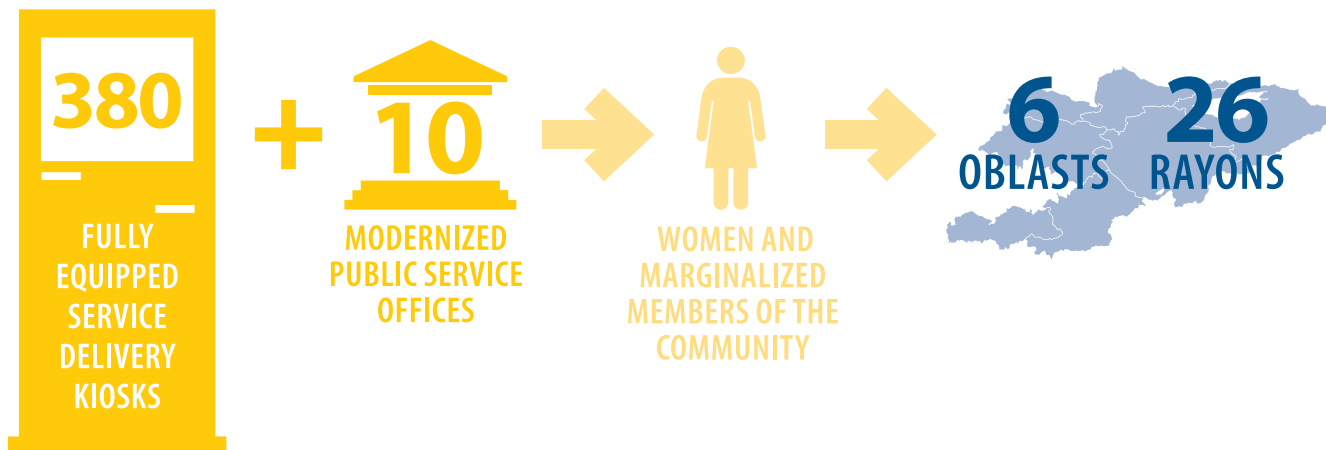 380
FULLY
EQUIPPED
SERVICE
DELIVERY
KIOSKS
10
MODERNIZED
PUBLIC SERVICE
OFFICES
WOMEN AND
MARGINALIZED
MEMBERS OF THE
COMMUNITY
6
OBLASTS
26
RAYONS